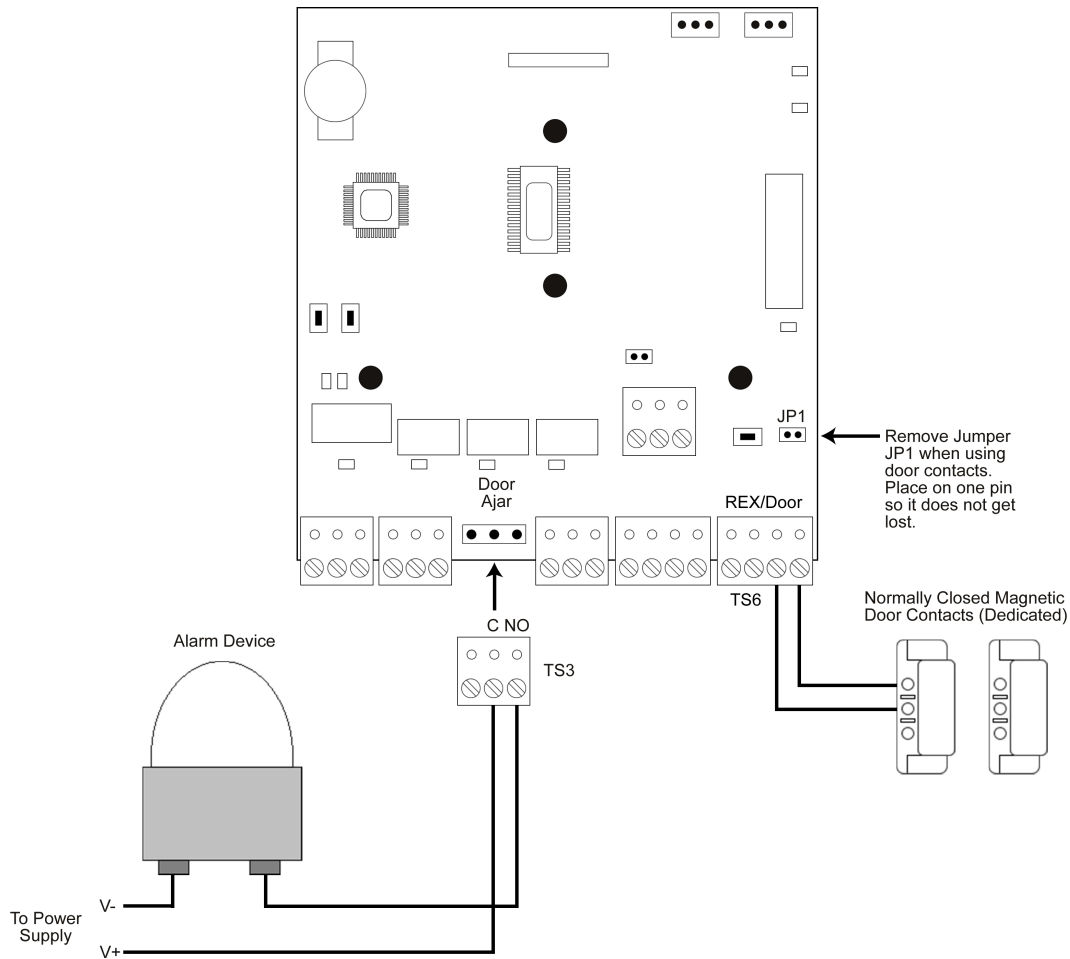 JP1
Remove Jumper
JP1 when using
door contacts.
Place on one pin
so it does not get
lost.
Door
Ajar
REX/Door
TS6
Normally Closed Magnetic
Door Contacts (Dedicated)
C NO
TS3
Alarm Device
To Power
Supply
V-
V+